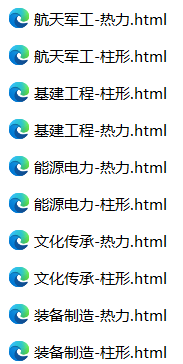 航天军工-热力.html
航天军工-柱形.html
基建工程-热力.html
基建工程-柱形.html
能源电力-热力.html
能源电力-柱形.html
文化传承-热力.html
文化传承-柱形.html
装备制造-热力.html
装备制造-柱形.html